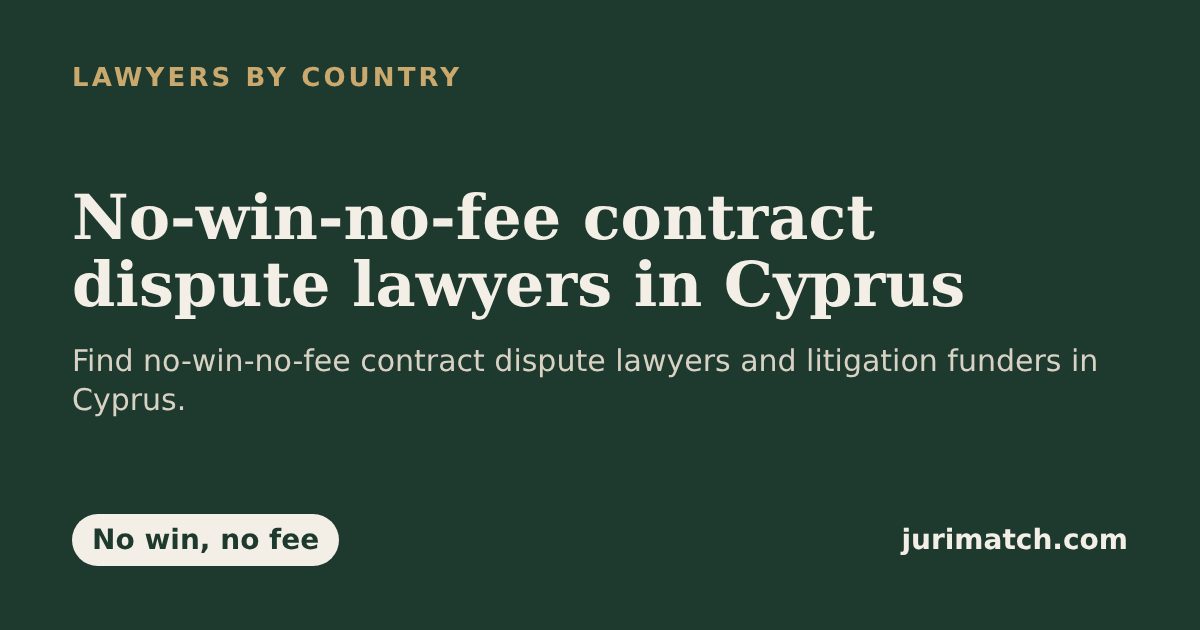 LAWYERS BY COUNTRY
No-win-no-fee contract
dispute lawyers in Cyprus
Find no-win-no-fee contract dispute lawyers and litigation funders in
Cyprus.
No win, no fee
jurimatch.com